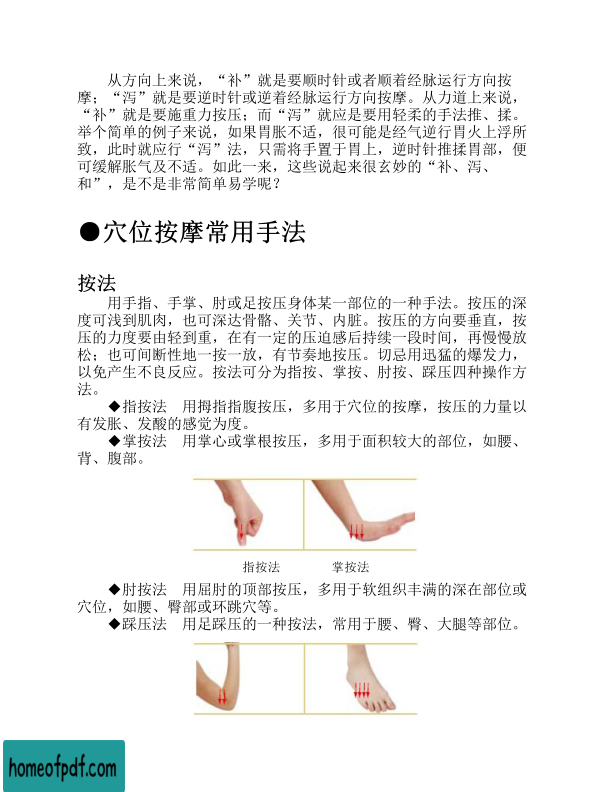 从方向上来说，“补”就是要顺时针或者顺着经脉运行方向按
摩；“泻”就是要逆时针或逆着经脉运行方向按摩。从力道上来说，
“补”就是要施重力按压；而“泻”就应是要用轻柔的手法推、揉。
举个简单的例子来说，如果胃胀不适，很可能是经气逆行胃火上浮所
致，此时就应行“泻”法，只需将手置于胃上，逆时针推揉胃部，便
可缓解胀气及不适。如此一来，这些说起来很玄妙的“补、泻、
和”，是不是非常简单易学呢？
●穴位按摩常用手法
按法
用手指、手掌、肘或足按压身体某一部位的一种手法。按压的深
度可浅到肌肉，也可深达骨骼、关节、内脏。按压的方向要垂直，按
压的力度要由轻到重，在有一定的压迫感后持续一段时间，再慢慢放
松；也可间断性地一按一放，有节奏地按压。切忌用迅猛的爆发力，
以免产生不良反应。按法可分为指按、掌按、肘按、踩压四种操作方
法。
◆指按法　用拇指指腹按压，多用于穴位的按摩，按压的力量以
有发胀、发酸的感觉为度。
◆掌按法　用掌心或掌根按压，多用于面积较大的部位，如腰、
背、腹部。
指按法　掌按法
◆肘按法　用屈肘的顶部按压，多用于软组织丰满的深在部位或
穴位，如腰、臀部或环跳穴等。
◆踩压法　用足踩压的一种按法，常用于腰、臀、大腿等部位。
homeofpdf.com